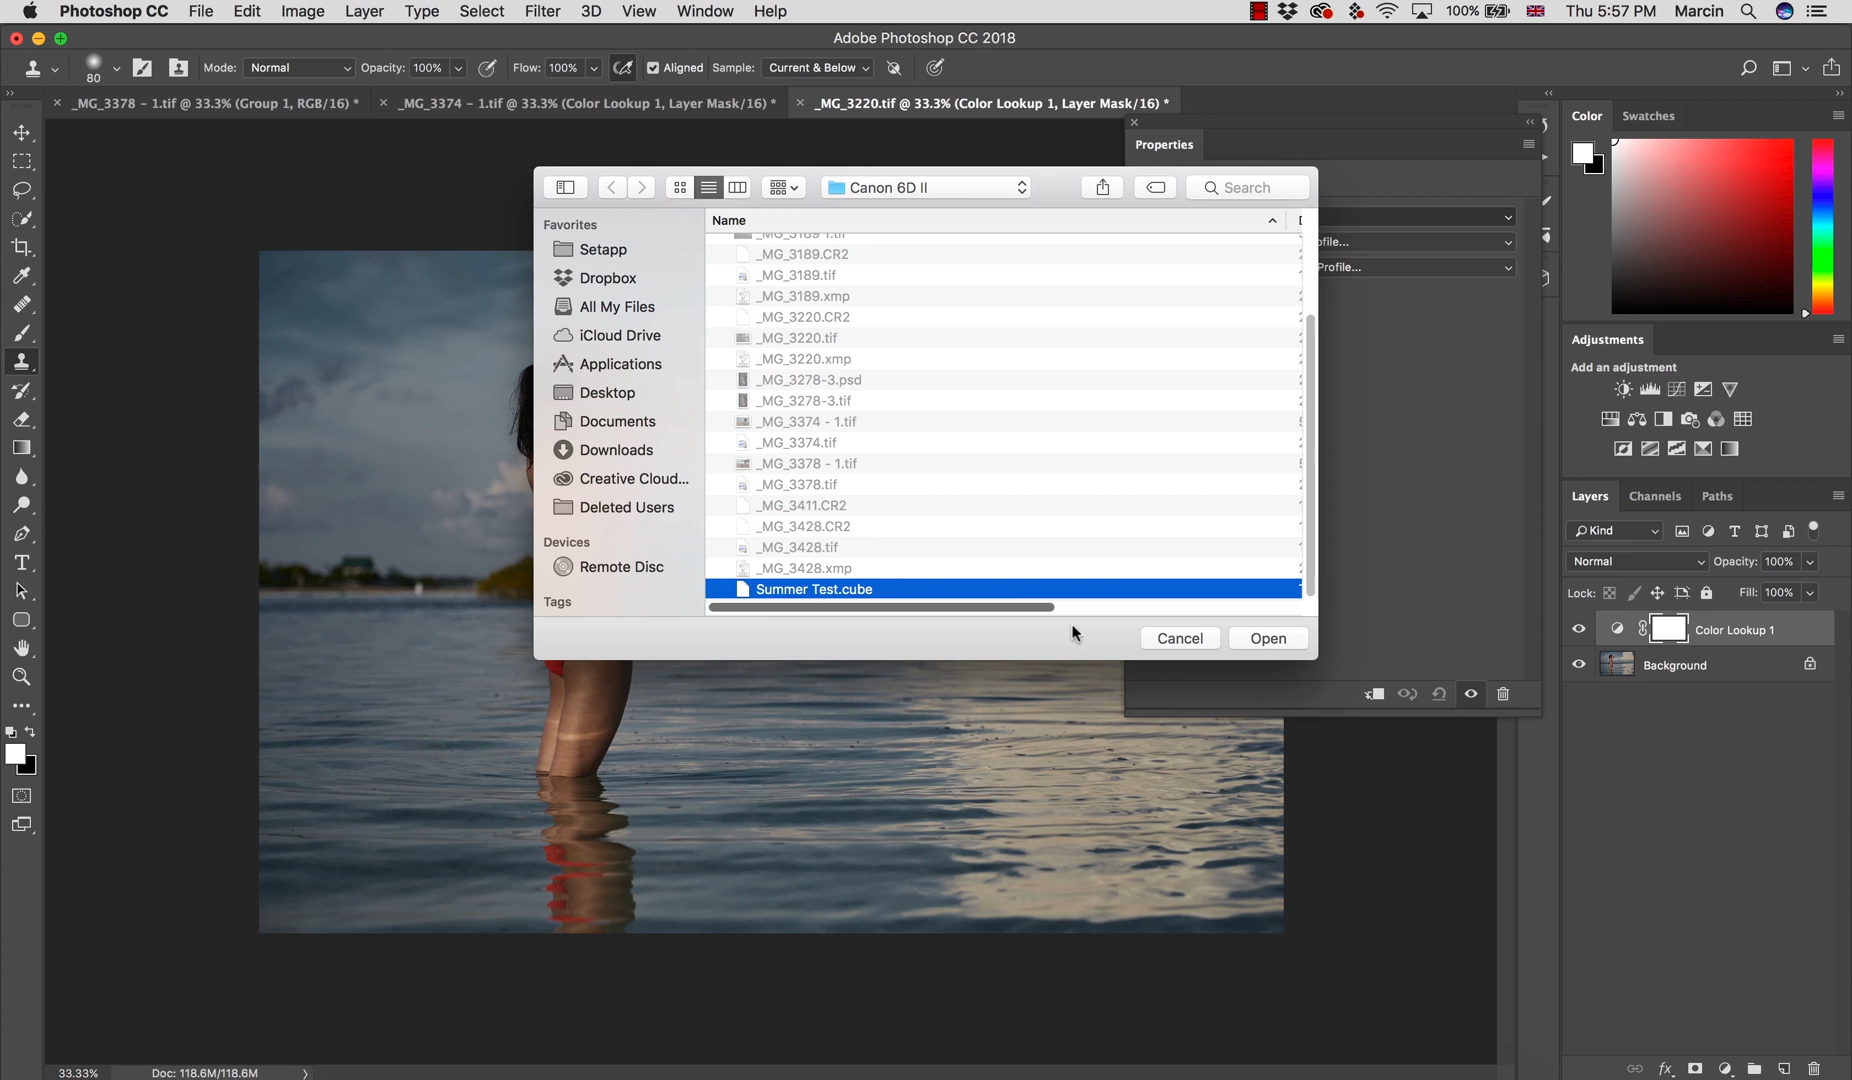 Photoshop CC File Edit Image Layer Type Select Filter 3D View Window Help 100% Thu 5:57 PM Marcin
Adobe Photoshop CC 2018
80 Mode: Normal Opacity: 100% Flow: 100% Aligned Sample: Current & Below
× _MG_3378 – 1.tif @ 33.3% (Group 1, RGB/16) * × _MG_3374 – 1.tif @ 33.3% (Color Lookup 1, Layer Mask/16) * × _MG_3220.tif @ 33.3% (Color Lookup 1, Layer Mask/16) *
Properties
ofile...
Profile...
Canon 6D II
Search
Favorites
Setapp
Dropbox
All My Files
iCloud Drive
Applications
Desktop
Documents
Downloads
Creative Cloud...
Deleted Users
Devices
Remote Disc
Tags
Name
_MG_3189.CR2
_MG_3189.tif
_MG_3189.xmp
_MG_3220.CR2
_MG_3220.tif
_MG_3220.xmp
_MG_3278-3.psd
_MG_3278-3.tif
_MG_3374 - 1.tif
_MG_3374.tif
_MG_3378 - 1.tif
_MG_3378.tif
_MG_3411.CR2
_MG_3428.CR2
_MG_3428.tif
_MG_3428.xmp
Summer Test.cube
Cancel Open
Color Swatches
Adjustments
Add an adjustment
Layers Channels Paths
Kind
Normal Opacity: 100%
Lock: Fill: 100%
Color Lookup 1
Background
33.33% Doc: 118.6M/118.6M